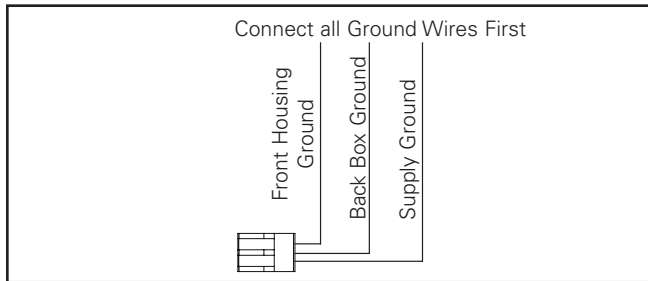 Connect all Ground Wires First
Front Housing
Ground
Back Box Ground
Supply Ground